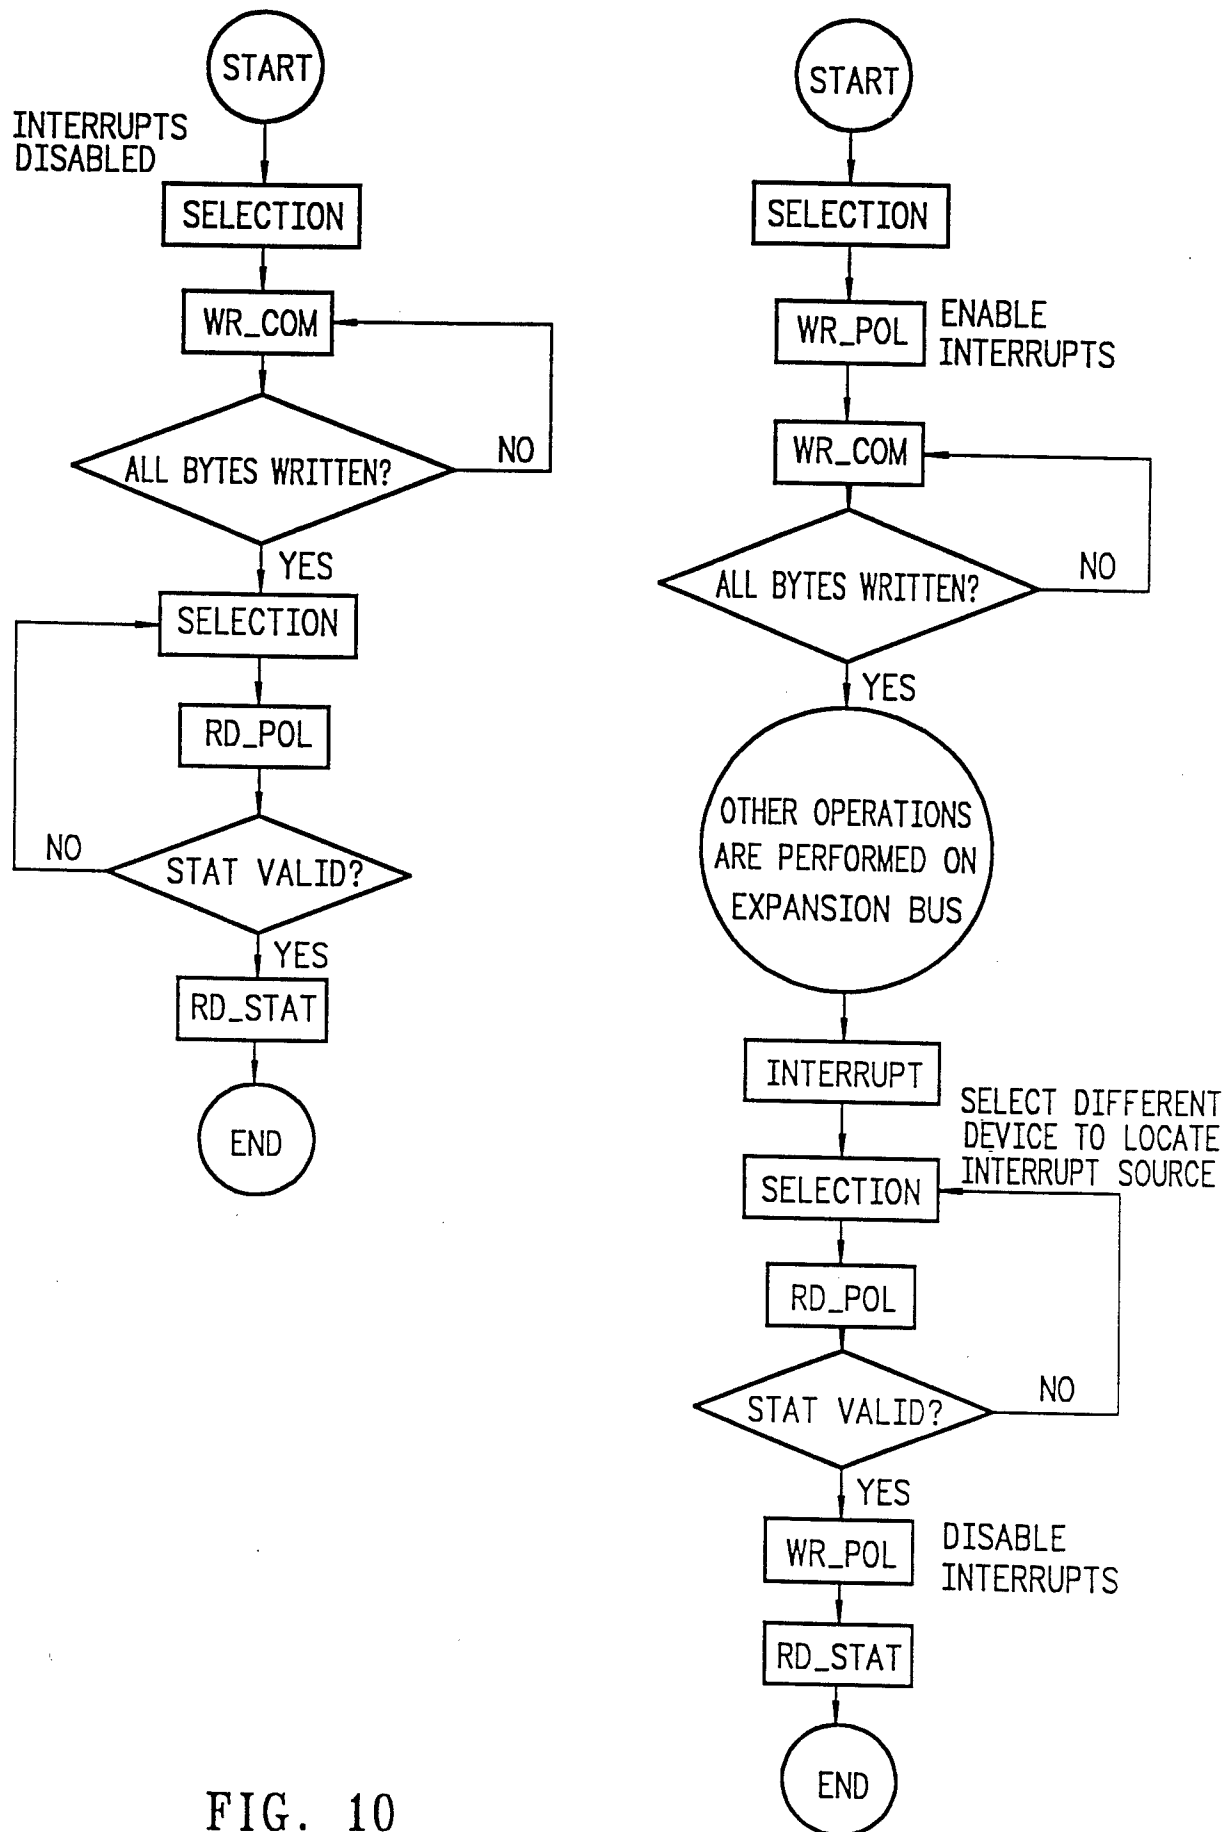 START
INTERRUPTS
DISABLED
SELECTION
WR_COM
ALL BYTES WRITTEN?
NO
YES
SELECTION
RD_POL
STAT VALID?
NO
YES
RD_STAT
END
START
SELECTION
WR_POL
ENABLE
INTERRUPTS
WR_COM
ALL BYTES WRITTEN?
NO
YES
OTHER OPERATIONS
ARE PERFORMED ON
EXPANSION BUS
INTERRUPT
SELECT DIFFERENT
DEVICE TO LOCATE
INTERRUPT SOURCE
SELECTION
RD_POL
STAT VALID?
NO
YES
WR_POL
DISABLE
INTERRUPTS
RD_STAT
END
FIG. 10